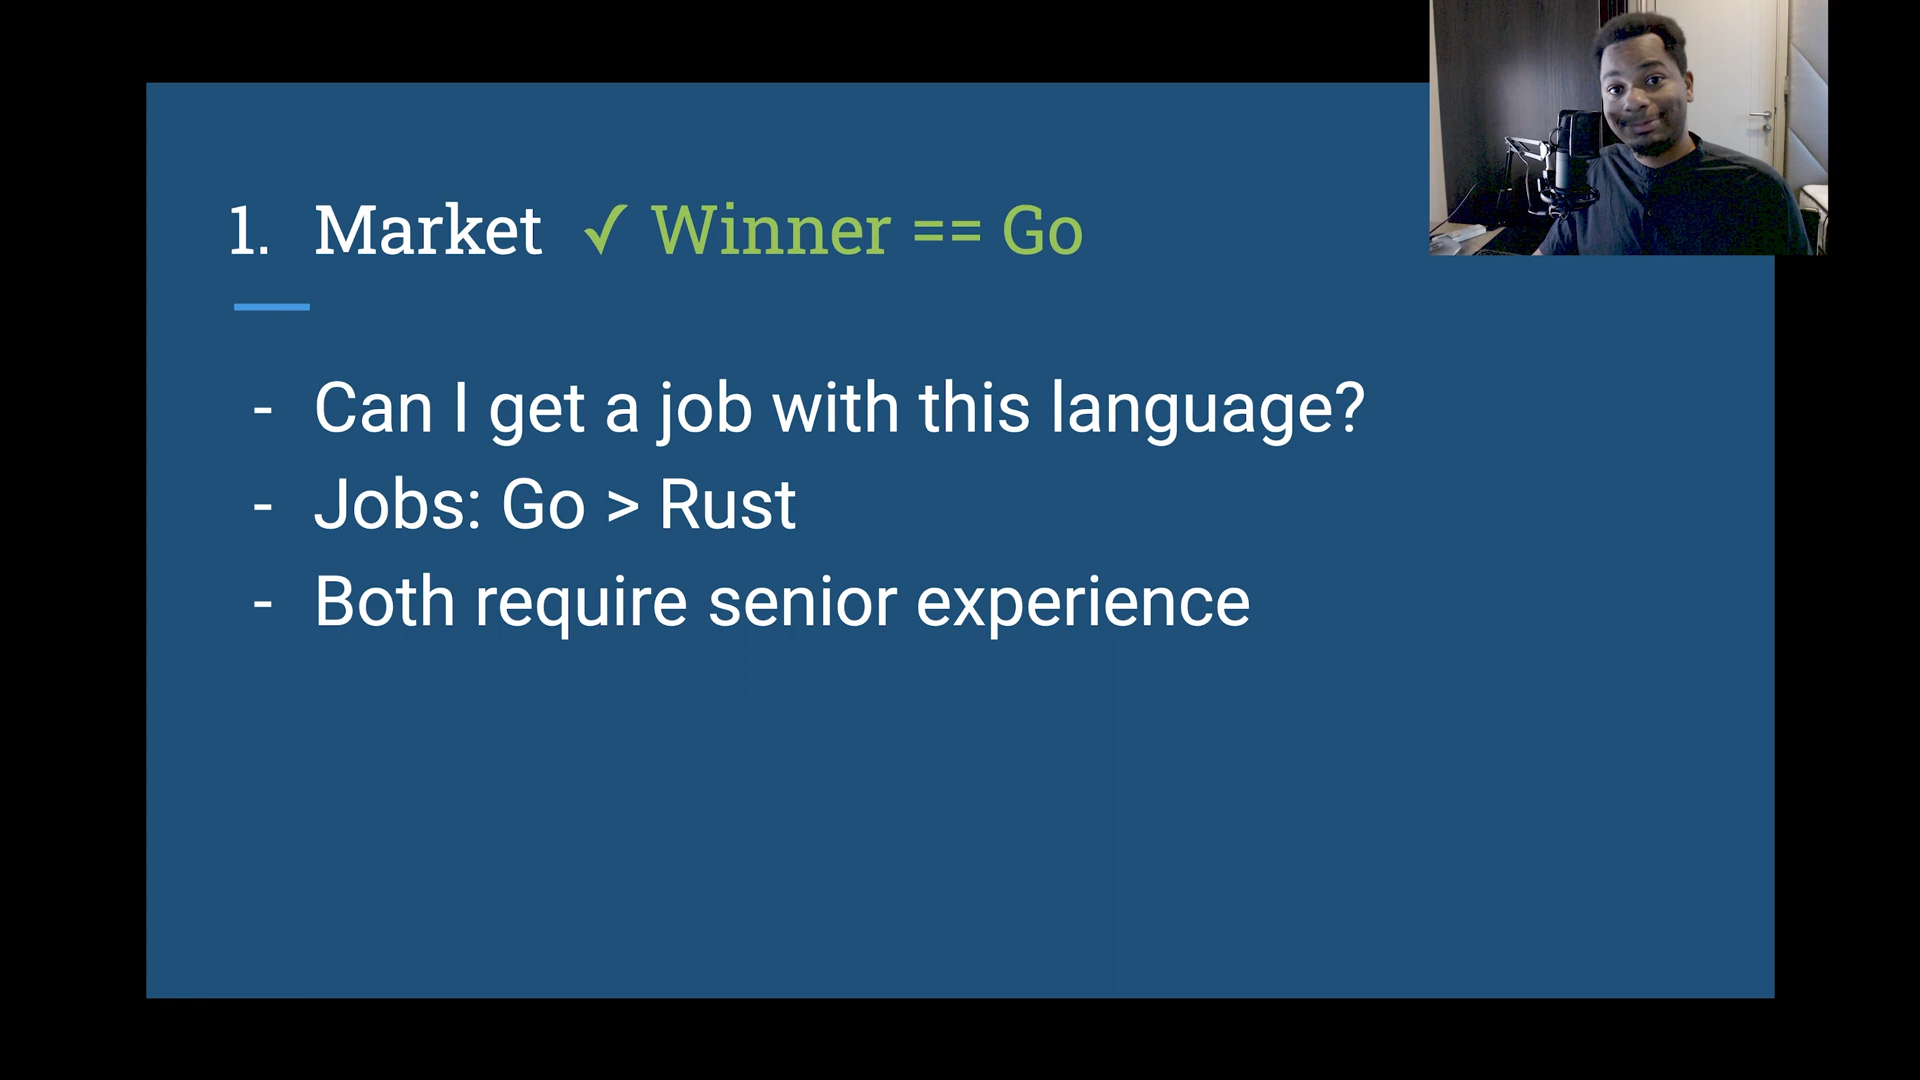 1. Market ✓ Winner == Go
- Can I get a job with this language?
- Jobs: Go > Rust
- Both require senior experience